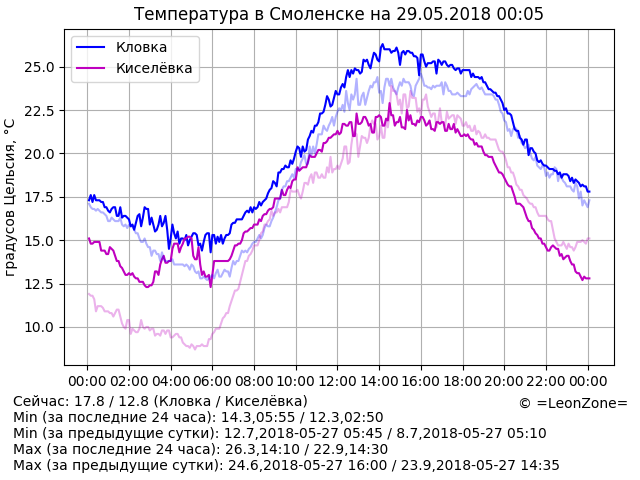 Температура в Смоленске на 29.05.2018 00:05
Кловка
Киселёвка
градусов Цельсия, °C
25.0
22.5
20.0
17.5
15.0
12.5
10.0
00:00 02:00 04:00 06:00 08:00 10:00 12:00 14:00 16:00 18:00 20:00 22:00 00:00
Сейчас: 17.8 / 12.8 (Кловка / Киселёвка)
© =LeonZone=
Min (за последние 24 часа): 14.3,05:55 / 12.3,02:50
Min (за предыдущие сутки): 12.7,2018-05-27 05:45 / 8.7,2018-05-27 05:10
Max (за последние 24 часа): 26.3,14:10 / 22.9,14:30
Max (за предыдущие сутки): 24.6,2018-05-27 16:00 / 23.9,2018-05-27 14:35